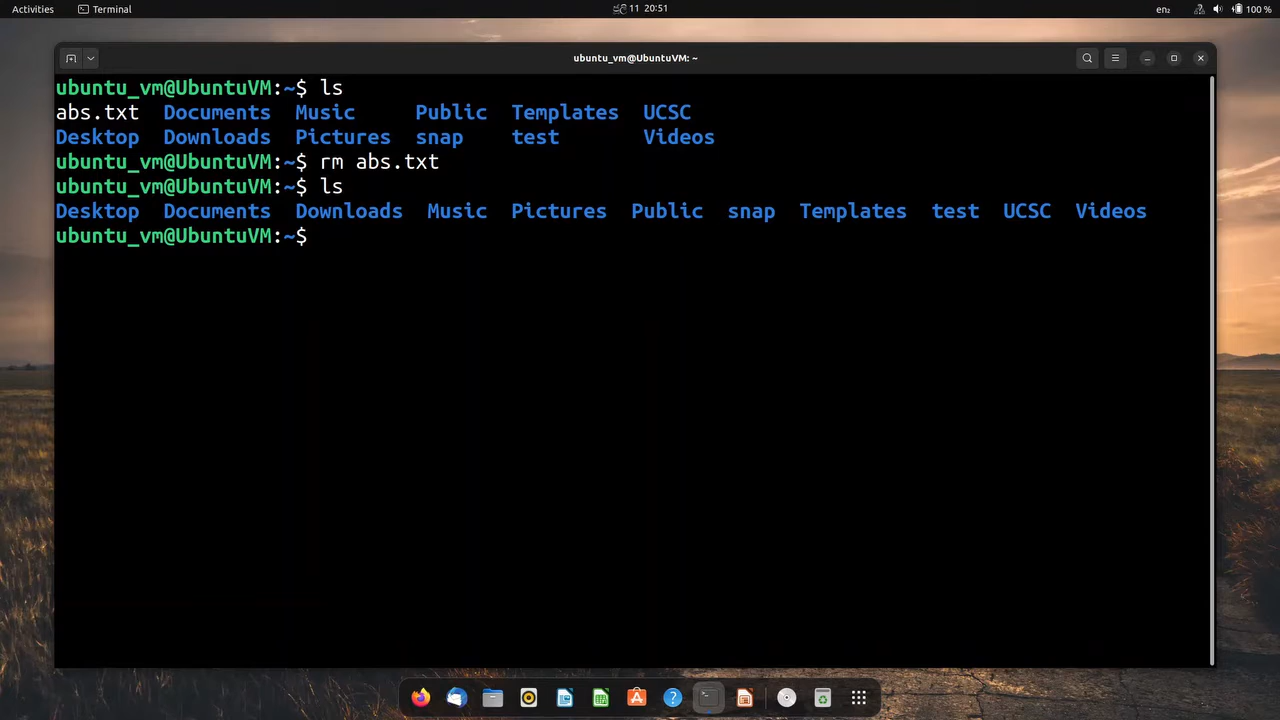 Activities Terminal 11 20:51 en₂ 100 %
ubuntu_vm@UbuntuVM: ~
ubuntu_vm@UbuntuVM:~$ ls
abs.txt Documents Music Public Templates UCSC
Desktop Downloads Pictures snap test Videos
ubuntu_vm@UbuntuVM:~$ rm abs.txt
ubuntu_vm@UbuntuVM:~$ ls
Desktop Documents Downloads Music Pictures Public snap Templates test UCSC Videos
ubuntu_vm@UbuntuVM:~$